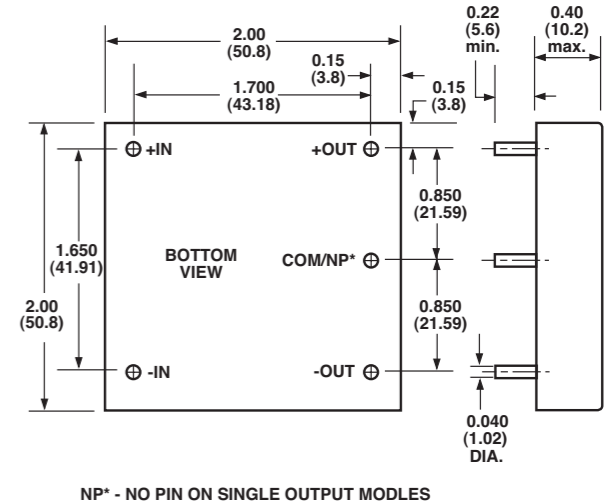 2.00
(50.8)
0.15
(3.8)
1.700
(43.18)
0.15
(3.8)
0.22
(5.6)
min.
0.40
(10.2)
max.
+IN
+OUT
0.850
(21.59)
1.650
(41.91)
BOTTOM
VIEW
COM/NP*
2.00
(50.8)
0.850
(21.59)
-IN
-OUT
0.040
(1.02)
DIA.
NP* - NO PIN ON SINGLE OUTPUT MODLES